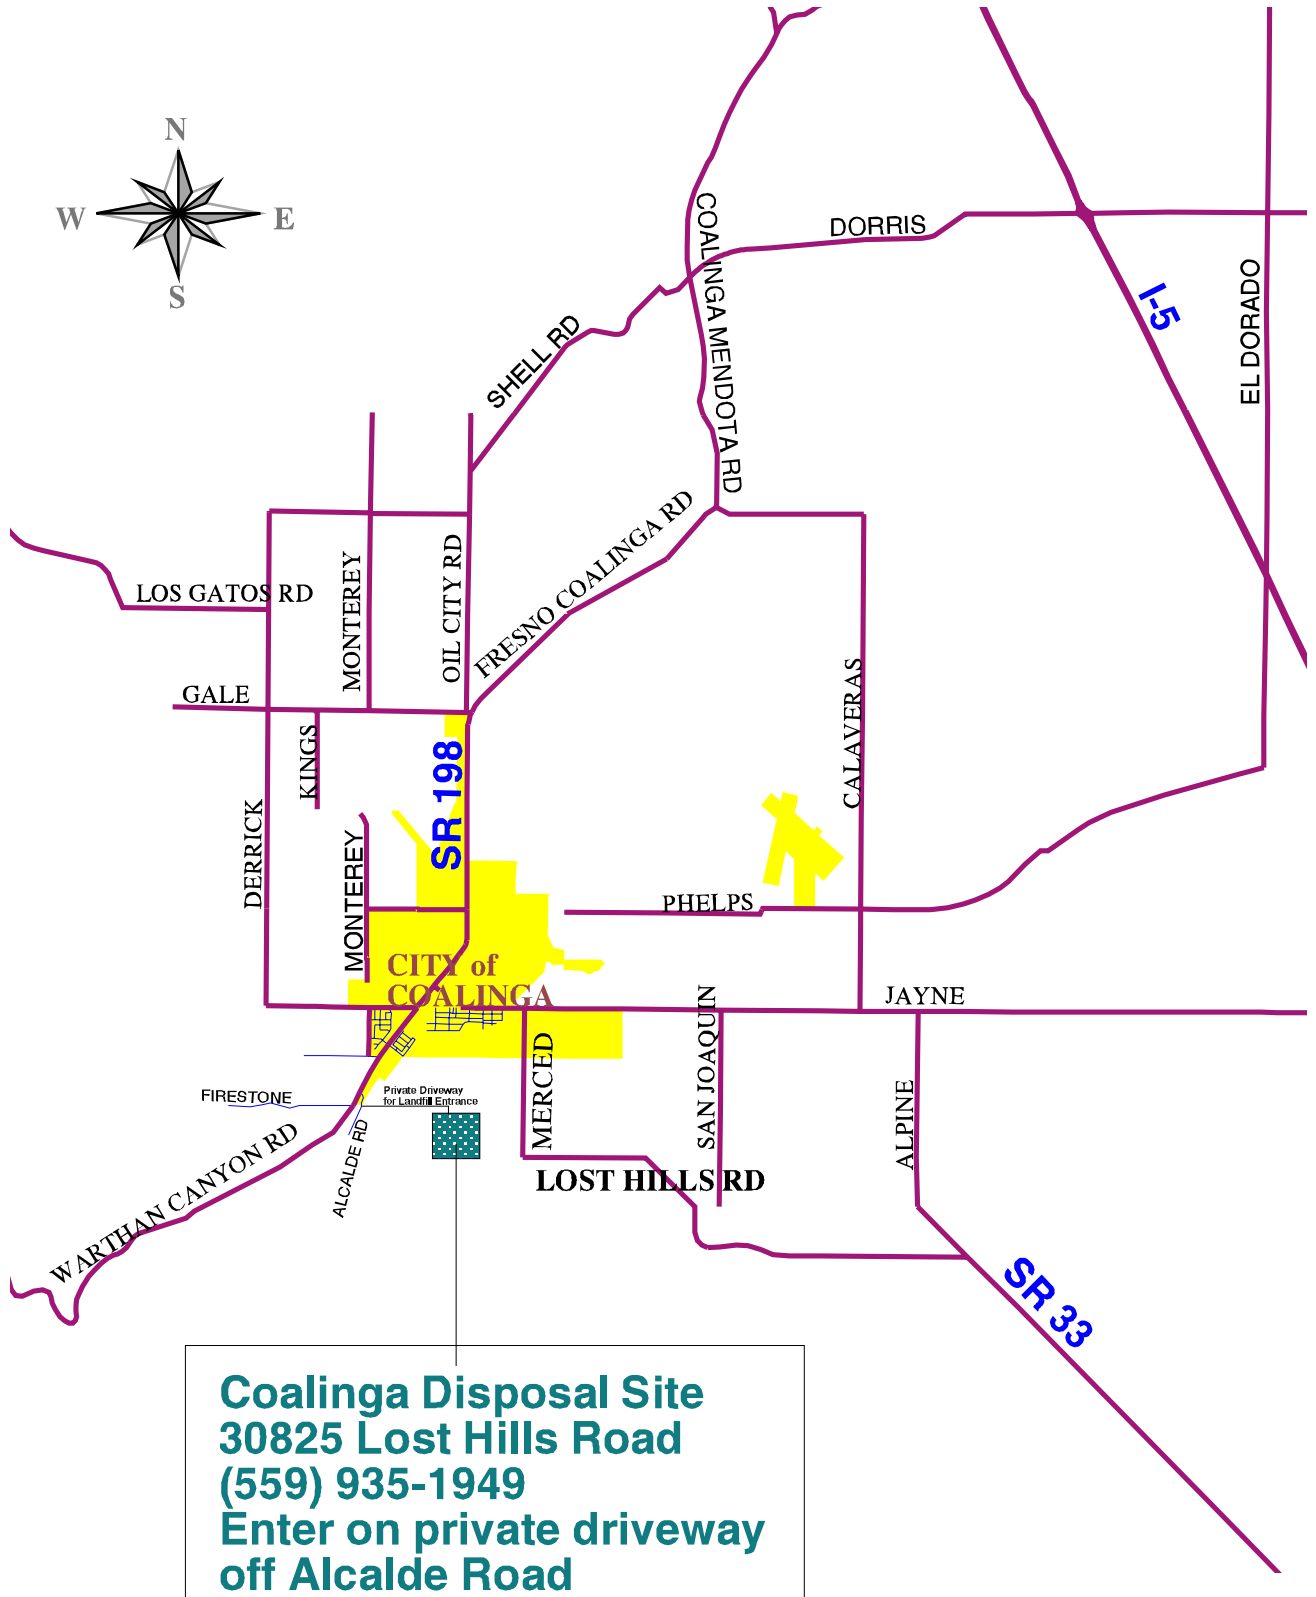 N
W
E
S
COALINGA MENDOTA RD
DORRIS
I-5
EL DORADO
SHELL RD
FRESNO COALINGA RD
OIL CITY RD
MONTEREY
LOS GATOS RD
GALE
KINGS
SR 198
CALAVERAS
DERRICK
MONTEREY
PHELPS
CITY of
COALINGA
JAYNE
SAN JOAQUIN
MERCED
ALPINE
FIRESTONE
Private Driveway
for Landfill Entrance
ALCALDE RD
WARTHAN CANYON RD
LOST HILLS RD
SR 33
Coalinga Disposal Site
30825 Lost Hills Road
(559) 935-1949
Enter on private driveway
off Alcalde Road